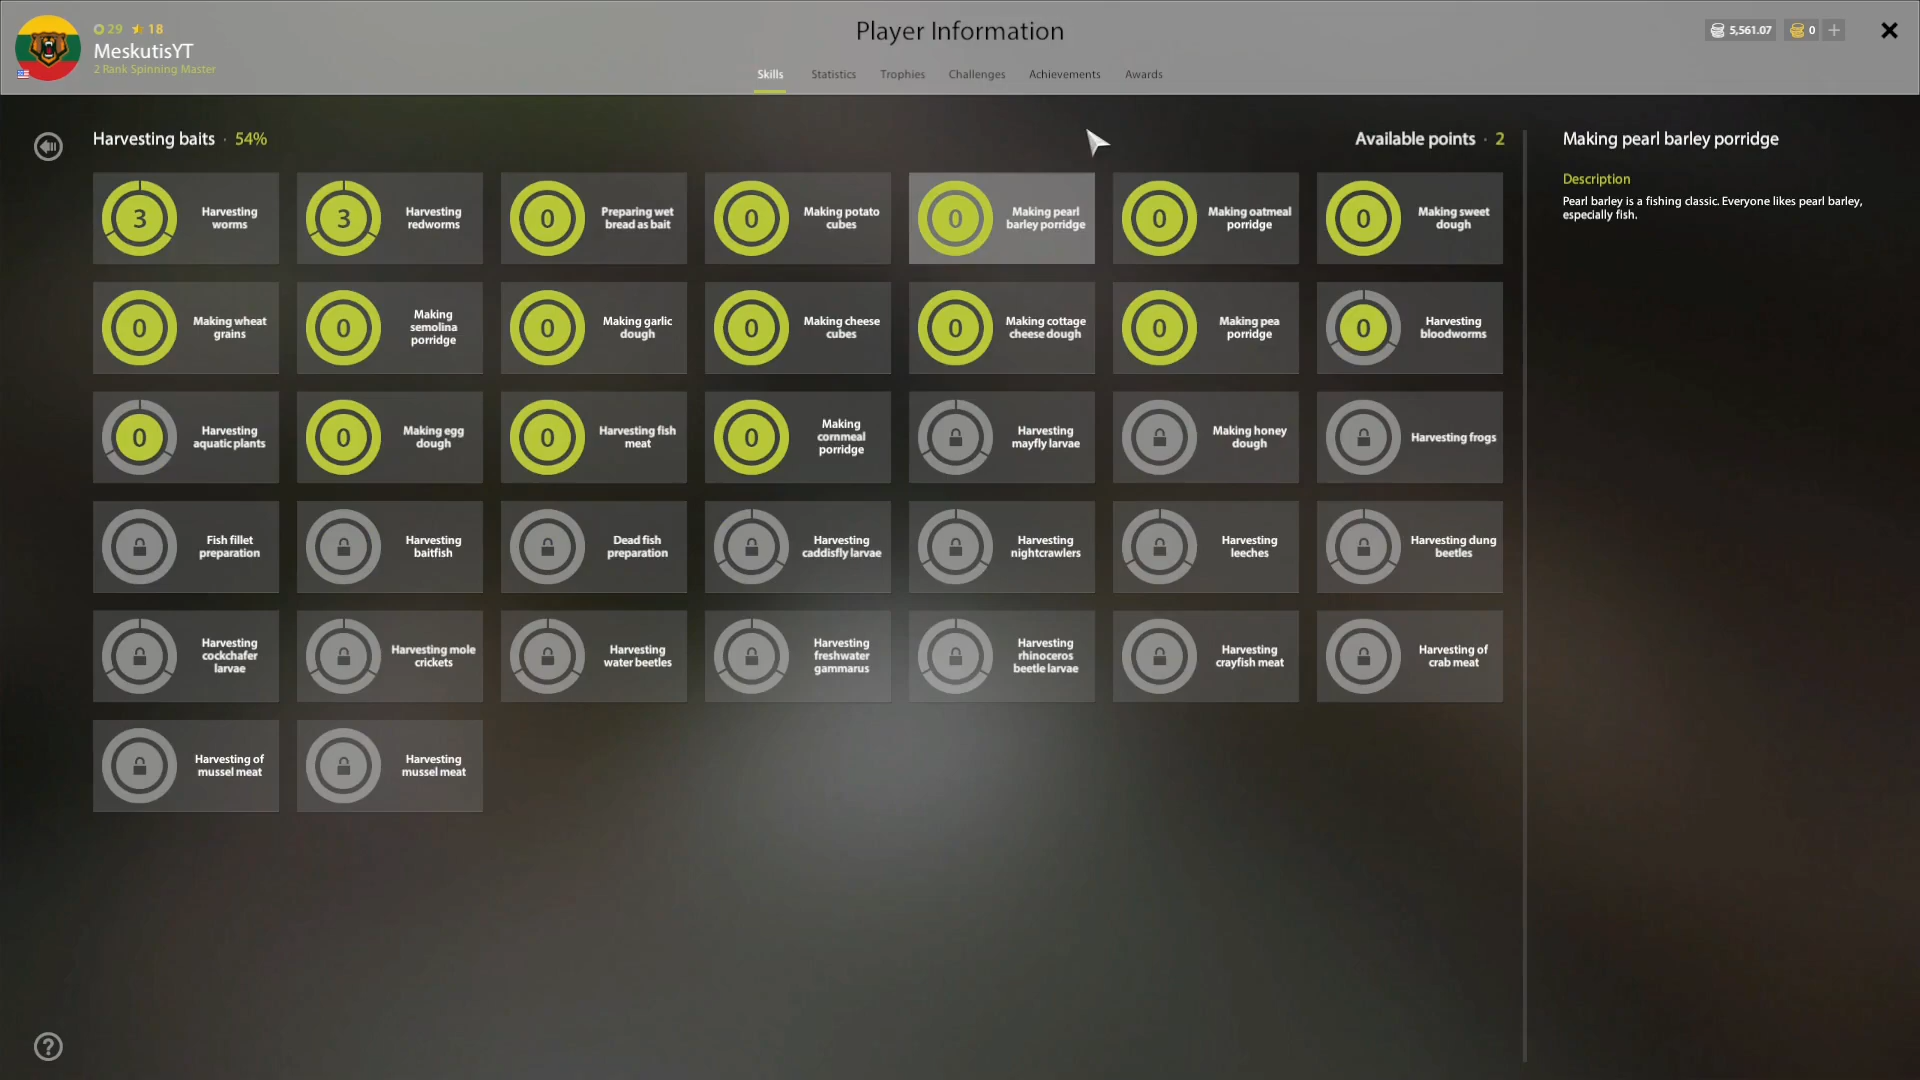 29 18
MeskutisYT
2 Rank Spinning Master
Player Information
5,561.07 0 +
Skills Statistics Trophies Challenges Achievements Awards
Harvesting baits · 54%
Available points · 2
3 Harvesting
worms
3 Harvesting
redworms
0 Preparing wet
bread as bait
0 Making potato
cubes
0 Making pearl
barley porridge
0 Making oatmeal
porridge
0 Making sweet
dough
0 Making wheat
grains
0 Making
semolina
porridge
0 Making garlic
dough
0 Making cheese
cubes
0 Making cottage
cheese dough
0 Making pea
porridge
0 Harvesting
bloodworms
0 Harvesting
aquatic plants
0 Making egg
dough
0 Harvesting fish
meat
0 Making
cornmeal
porridge
Harvesting
mayfly larvae
Making honey
dough
Harvesting frogs
Fish fillet
preparation
Harvesting
baitfish
Dead fish
preparation
Harvesting
caddisfly larvae
Harvesting
nightcrawlers
Harvesting
leeches
Harvesting dung
beetles
Harvesting
cockchafer
larvae
Harvesting mole
crickets
Harvesting
water beetles
Harvesting
freshwater
gammarus
Harvesting
rhinoceros
beetle larvae
Harvesting
crayfish meat
Harvesting of
crab meat
Harvesting of
mussel meat
Harvesting
mussel meat
Making pearl barley porridge
Description
Pearl barley is a fishing classic. Everyone likes pearl barley,
especially fish.
?